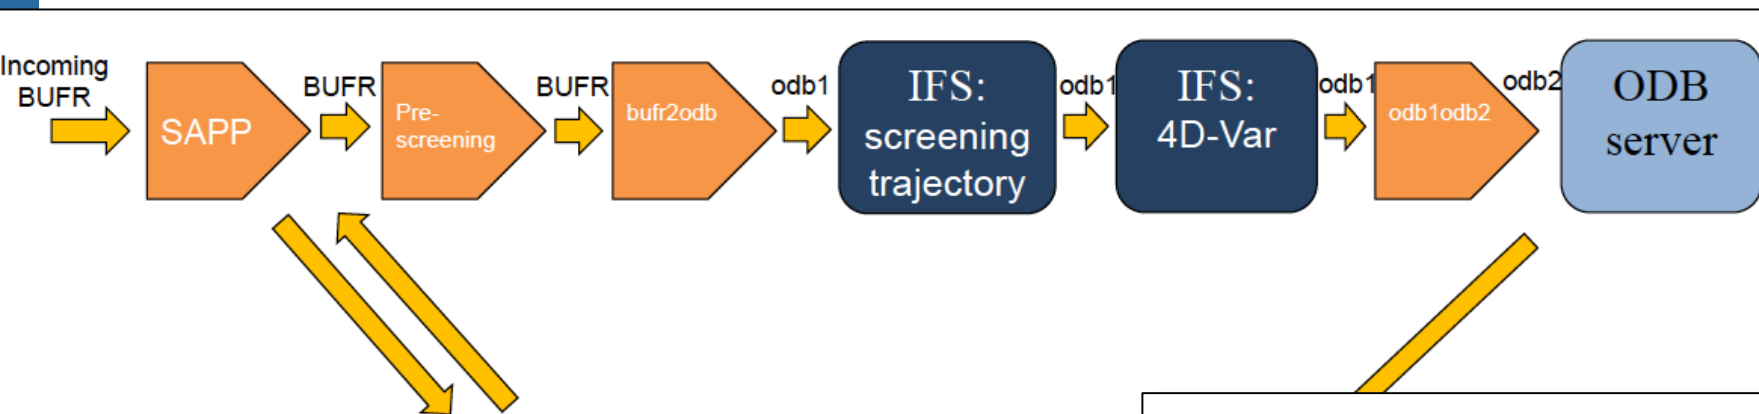 Incoming
BUFR
SAPP
BUFR
Pre-
screening
BUFR
bufr2odb
odb1
IFS:
screening
trajectory
odb1
IFS:
4D-Var
odb1
odb1odb2
odb2
ODB
server